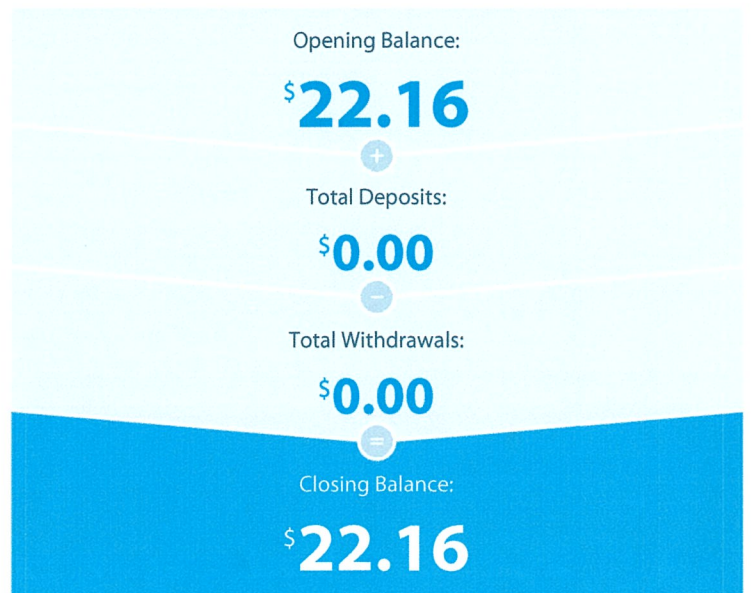 Opening Balance:
$22.16
+
Total Deposits:
$0.00
-
Total Withdrawals:
$0.00
=
Closing Balance:
$22.16